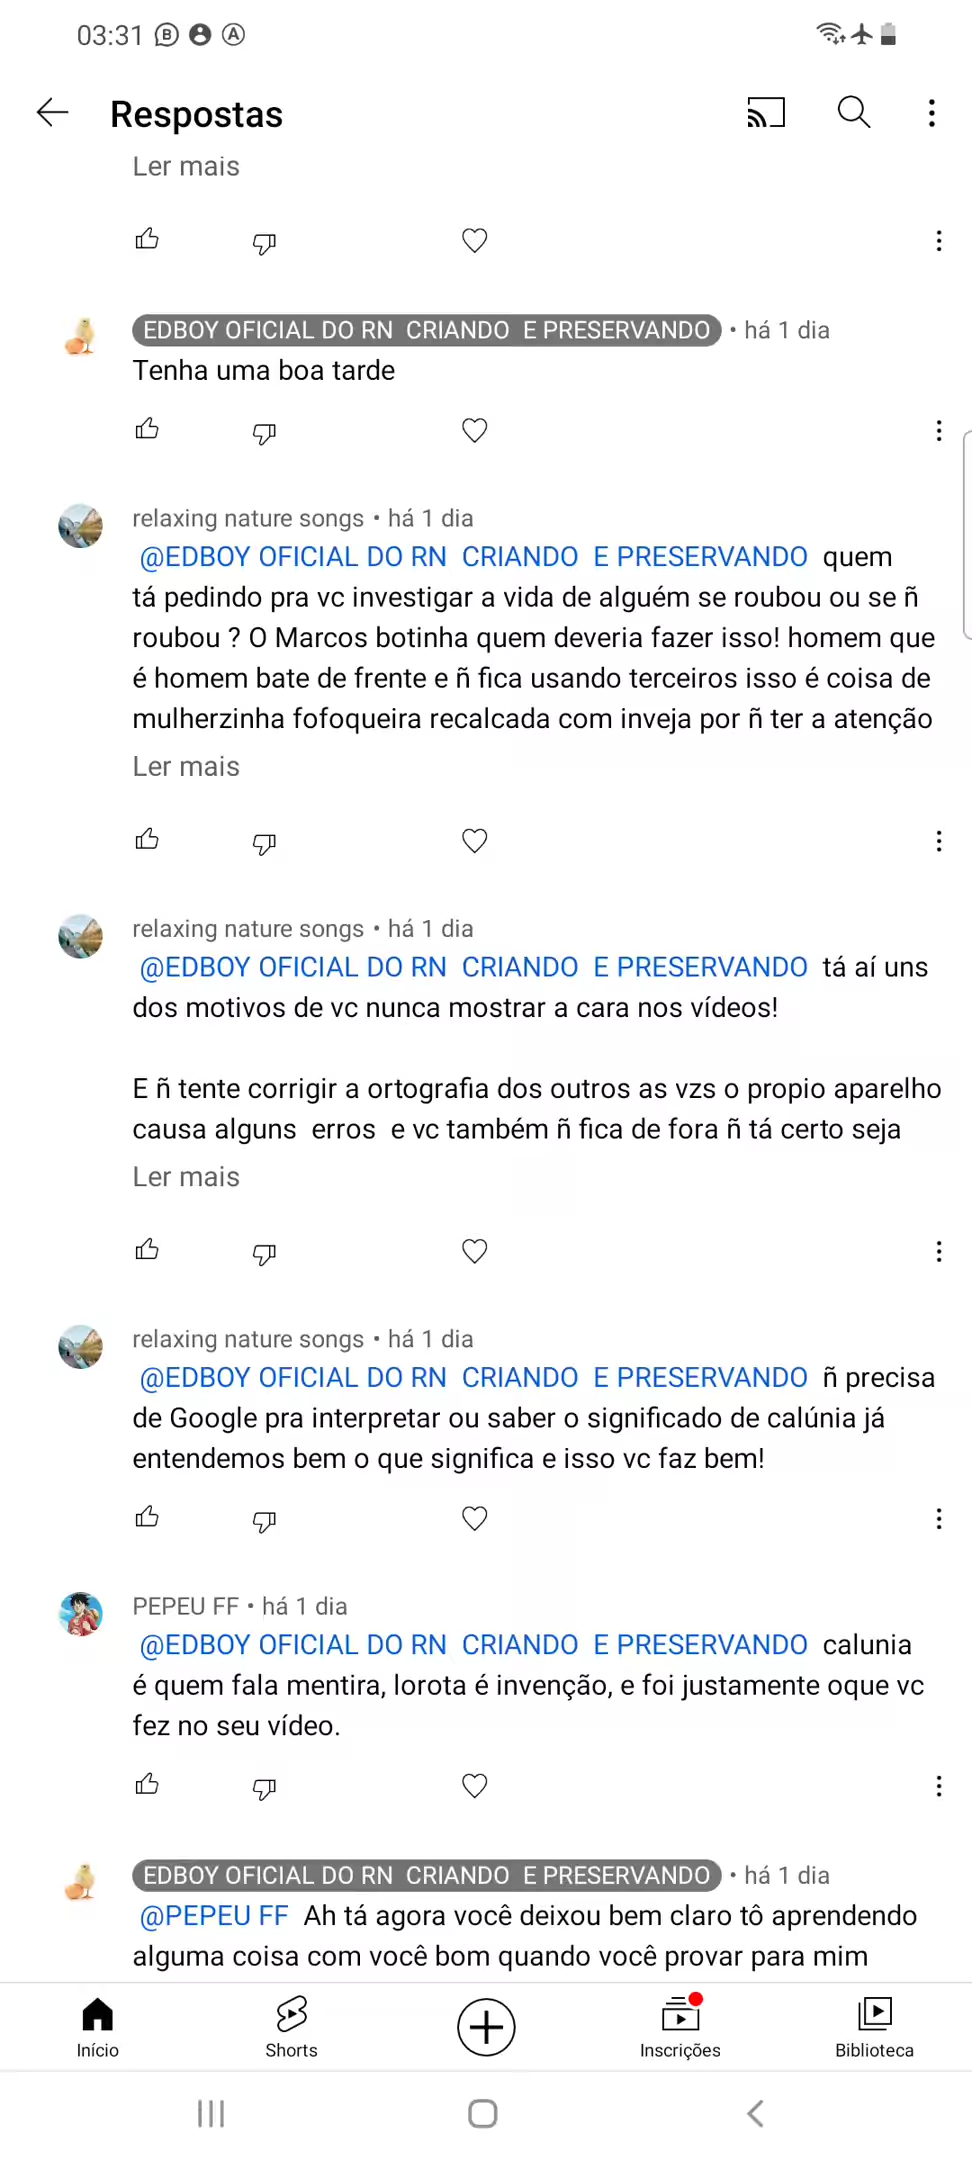 03:31
Respostas
Ler mais
EDBOY OFICIAL DO RN  CRIANDO  E PRESERVANDO • há 1 dia
Tenha uma boa tarde
relaxing nature songs • há 1 dia
@EDBOY OFICIAL DO RN  CRIANDO  E PRESERVANDO quem
tá pedindo pra vc investigar a vida de alguém se roubou ou se ñ
roubou ? O Marcos botinha quem deveria fazer isso! homem que
é homem bate de frente e ñ fica usando terceiros isso é coisa de
mulherzinha fofoqueira recalcada com inveja por ñ ter a atenção
Ler mais
relaxing nature songs • há 1 dia
@EDBOY OFICIAL DO RN  CRIANDO  E PRESERVANDO tá aí uns
dos motivos de vc nunca mostrar a cara nos vídeos!
E ñ tente corrigir a ortografia dos outros as vzs o propio aparelho
causa alguns  erros  e vc também ñ fica de fora ñ tá certo seja
Ler mais
relaxing nature songs • há 1 dia
@EDBOY OFICIAL DO RN  CRIANDO  E PRESERVANDO ñ precisa
de Google pra interpretar ou saber o significado de calúnia já
entendemos bem o que significa e isso vc faz bem!
PEPEU FF • há 1 dia
@EDBOY OFICIAL DO RN  CRIANDO  E PRESERVANDO calunia
é quem fala mentira, lorota é invenção, e foi justamente oque vc
fez no seu vídeo.
EDBOY OFICIAL DO RN  CRIANDO  E PRESERVANDO • há 1 dia
@PEPEU FF Ah tá agora você deixou bem claro tô aprendendo
alguma coisa com você bom quando você provar para mim
Início
Shorts
Inscrições
Biblioteca